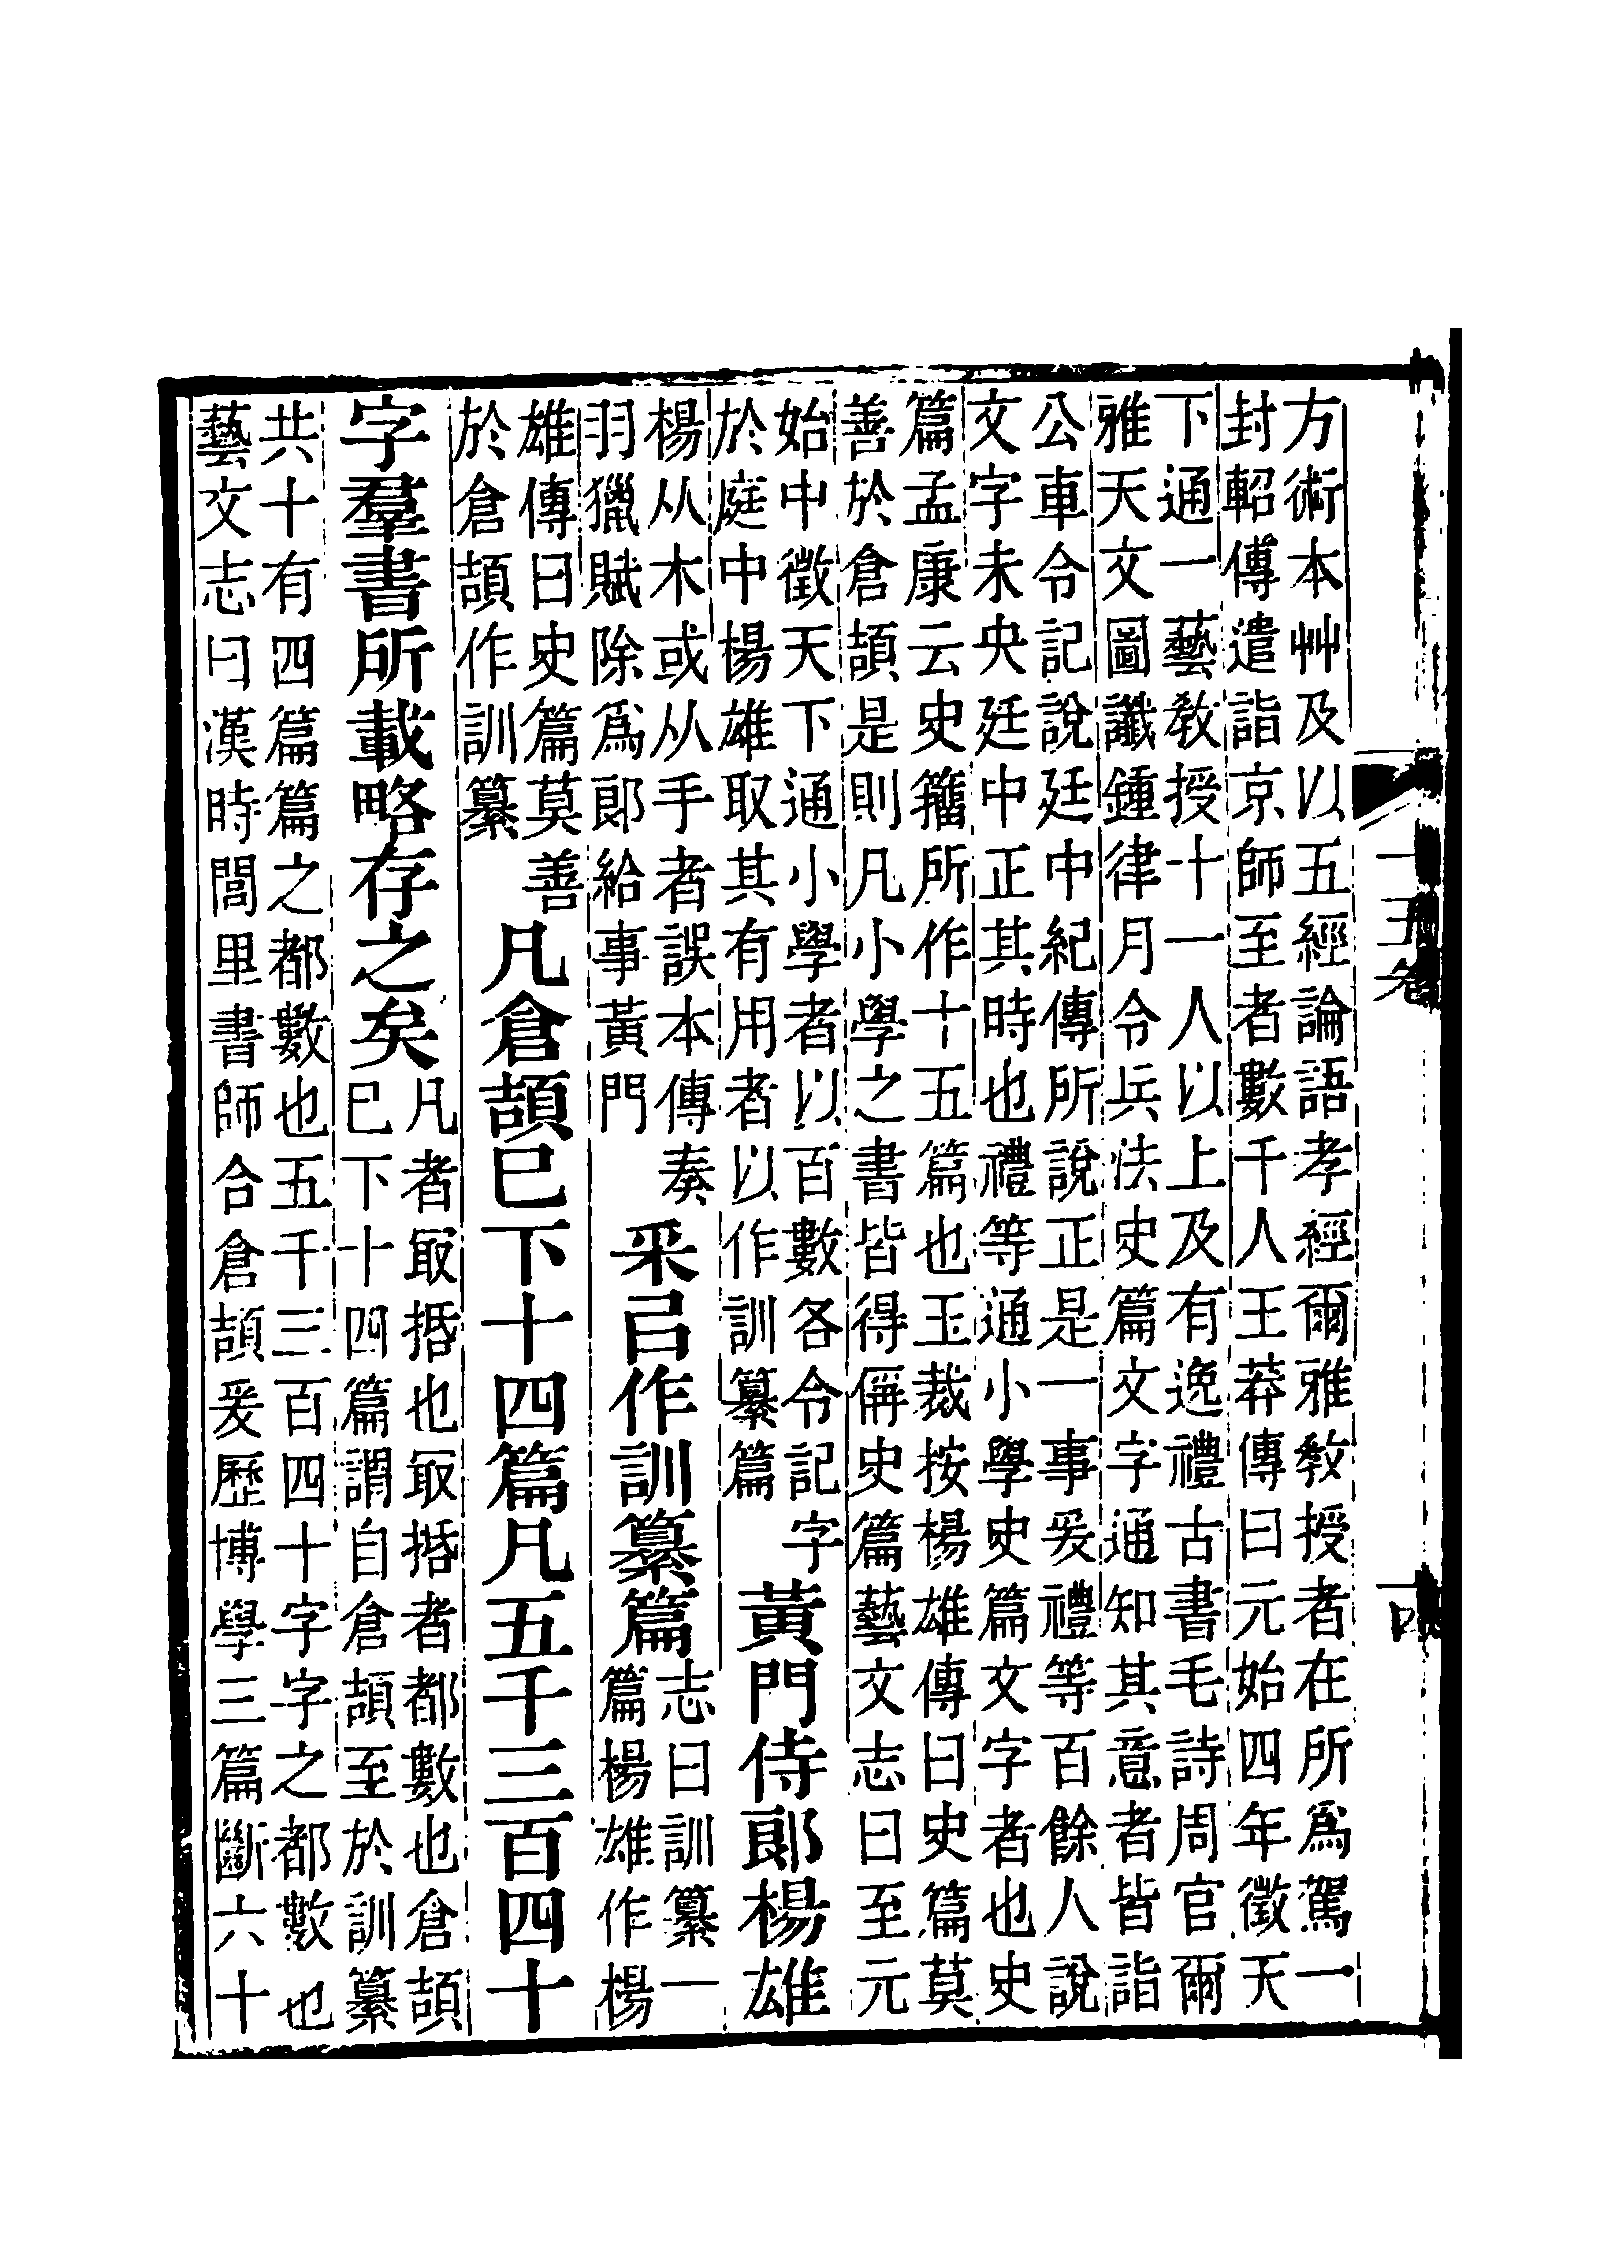 方術本艸及以五經論語孝經爾雅敎授者在所爲駕一
封軺傳遣詣京師至者數千人王莽傳曰元始四年徵天
下通一藝敎授十一人以上及有逸禮古書毛詩周官爾
雅天文圖讖鍾律月令兵法史篇文字通知其意者皆詣
公車令記說廷中紀傳所說正是一事爰禮等百餘人說
文字未央廷中正其時也禮等通小學史篇文字者也史
篇孟康云史籒所作十五篇也玉裁按楊雄傳曰史篇莫
善於倉頡是則凡小學之書皆得偁史篇藝文志曰至元
始中徵天下通小學者以百數各令記字
於庭中楊雄取其有用者以作訓纂篇
黃門侍郞楊雄
楊从木或从手者誤本傳奏
羽獵賦除爲郞給事黃門
采㠯作訓纂篇
志曰訓纂一
篇楊雄作楊
雄傳曰史篇莫善
於倉頡作訓纂
凡倉頡已下十四篇凡五千三百四十
字羣書所載略存之矣
凡者冣括也冣括者都數也倉頡
已下十四篇謂自倉頡至於訓纂
共十有四篇篇之都數也五千三百四十字字之都數也
藝文志曰漢時閭里書師合倉頡爰歷博學三篇斷六十